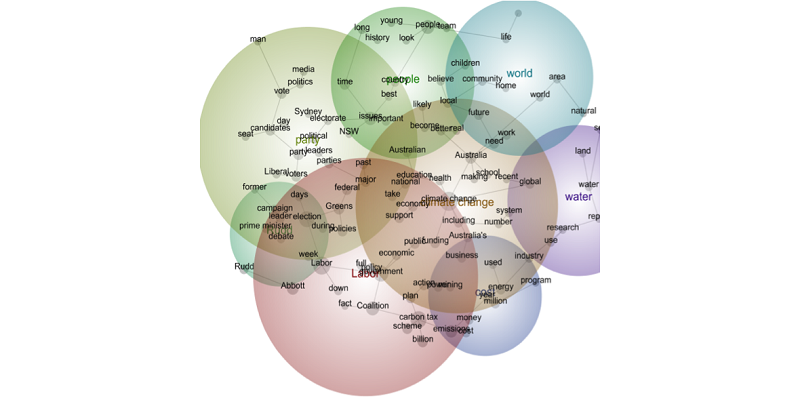 young
long
people
team
history
look
life
man
children
world
media
politics
time
people
believe
community
home
area
vote
best
world
likely
local
natural
Sydney
electorate
issues
important
future
day
candidates
NSW
become
better
real
work
seat
political
party
need
party
leaders
Australian
land
parties
past
Australia
Liberal
voters
education
health
making
school
recent
major
national
global
water
former
federal
days
take
climate change
water
climate change
campaign
Greens
economy
system
leader
election
support
including
number
prime minister
during
policies
research
debate
public
funding
Australia's
use
week
economic
business
industry
Rudd
Labor
full
policy
used
Labor
government
Abbott
down
action
power
mining
energy
program
cost
year
plan
million
fact
Coalition
carbon tax
money
scheme
emissions
cost
billion